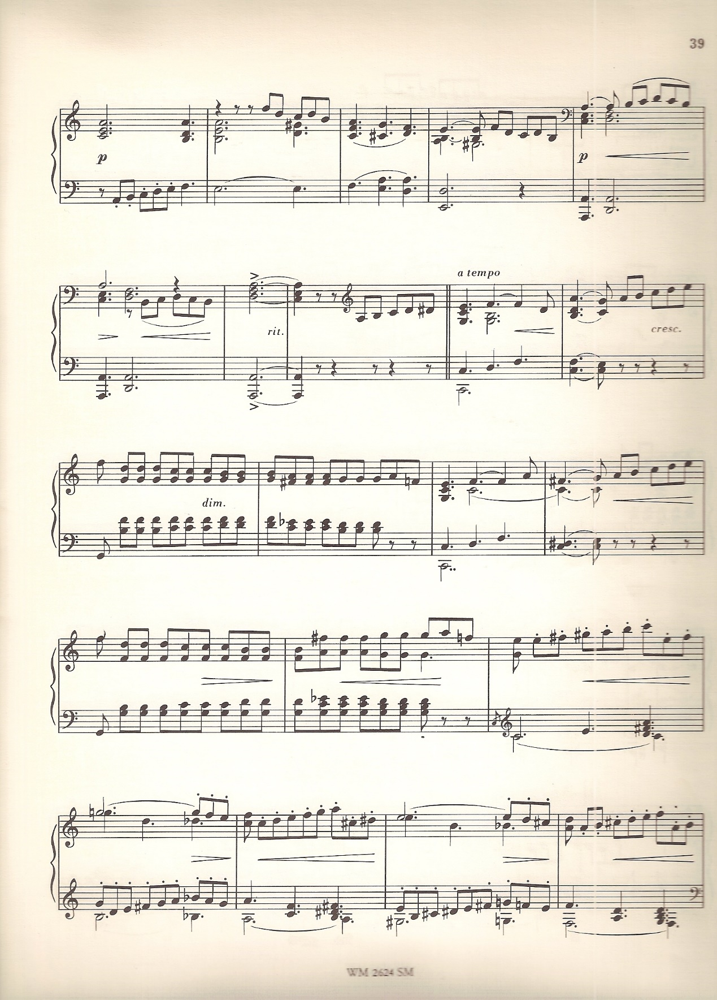 39
p
p
rit.
a tempo
cresc.
dim.
WM 2624 SM